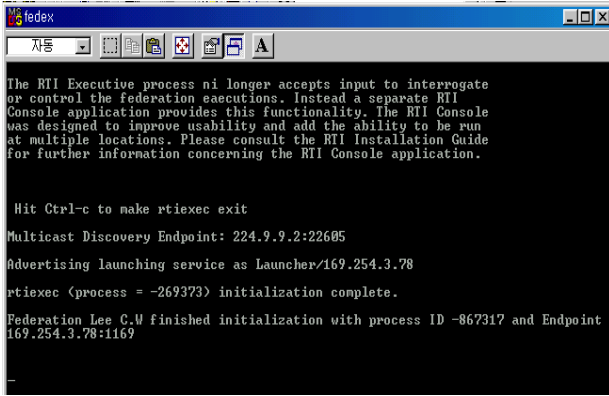 fedex
자동
A
The RTI Executive process ni longer accepts input to interrogate
or control the federation eaecutions. Instead a separate RTI
Console application provides this functionality. The RTI Console
was designed to improve usability and add the ability to be run
at multiple locations. Please consult the RTI Installation Guide
for further information concerning the RTI Console application.
Hit Ctrl-c to make rtiexec exit
Multicast Discovery Endpoint: 224.9.9.2:22605
Advertising launching service as Launcher/169.254.3.78
rtiexec (process = -269373) initialization complete.
Federation Lee C.W finished initialization with process ID -867317 and Endpoint
169.254.3.78:1169